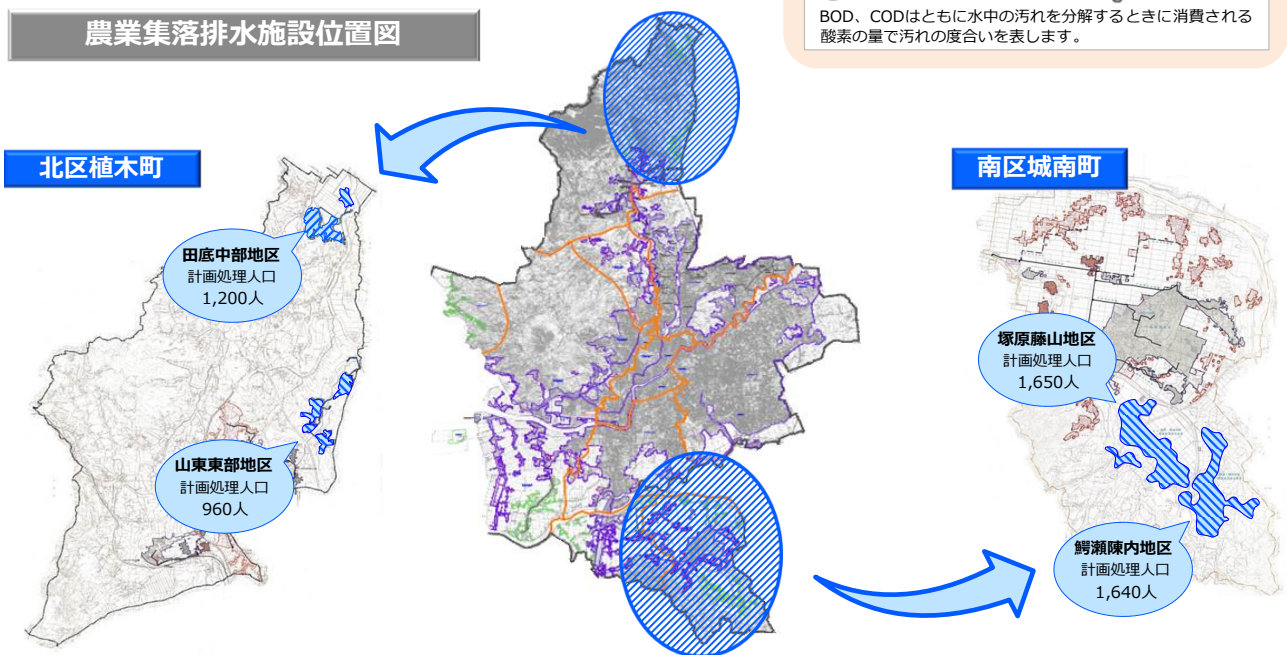 BOD、CODはともに水中の汚れを分解するときに消費される
酸素の量で汚れの度合いを表します。
農業集落排水施設位置図
北区植木町
田底中部地区
計画処理人口
1,200人
山東東部地区
計画処理人口
960人
南区城南町
塚原藤山地区
計画処理人口
1,650人
鰐瀬陳内地区
計画処理人口
1,640人